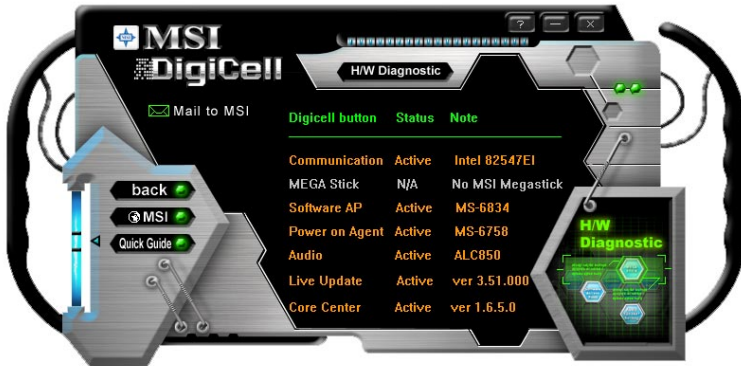 MSI
DigiCell
? — X
H/W Diagnostic
Mail to MSI
Digicell button Status Note
Communication Active Intel 82547EI
MEGA Stick N/A No MSI Megastick
Software AP Active MS-6834
Power on Agent Active MS-6758
Audio Active ALC850
Live Update Active ver 3.51.000
Core Center Active ver 1.6.5.0
back
MSI
Quick Guide
H/W
Diagnostic